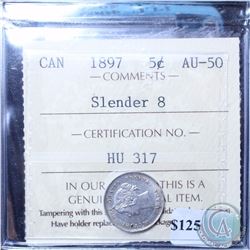 CAN 1897 5¢ AU-50
COMMENTS
Slender 8
CERTIFICATION NO.
HU 317
IN OUR THIS IS A
GENUI ITEM.
Tampering with this
Have holder replac
$125